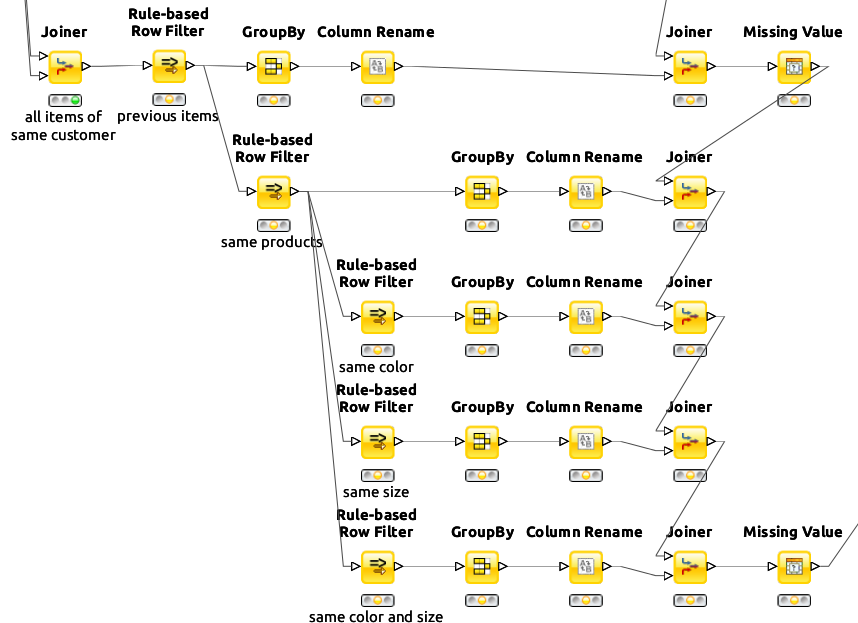 Rule-based
Joiner
Row Filter
GroupBy
Column Rename
Joiner
Missing Value
all items of
same customer
previous items
Rule-based
Row Filter
GroupBy
Column Rename
Joiner
same products
Rule-based
Row Filter
GroupBy
Column Rename
Joiner
same color
Rule-based
Row Filter
GroupBy
Column Rename
Joiner
same size
Rule-based
Row Filter
GroupBy
Column Rename
Joiner
Missing Value
same color and size